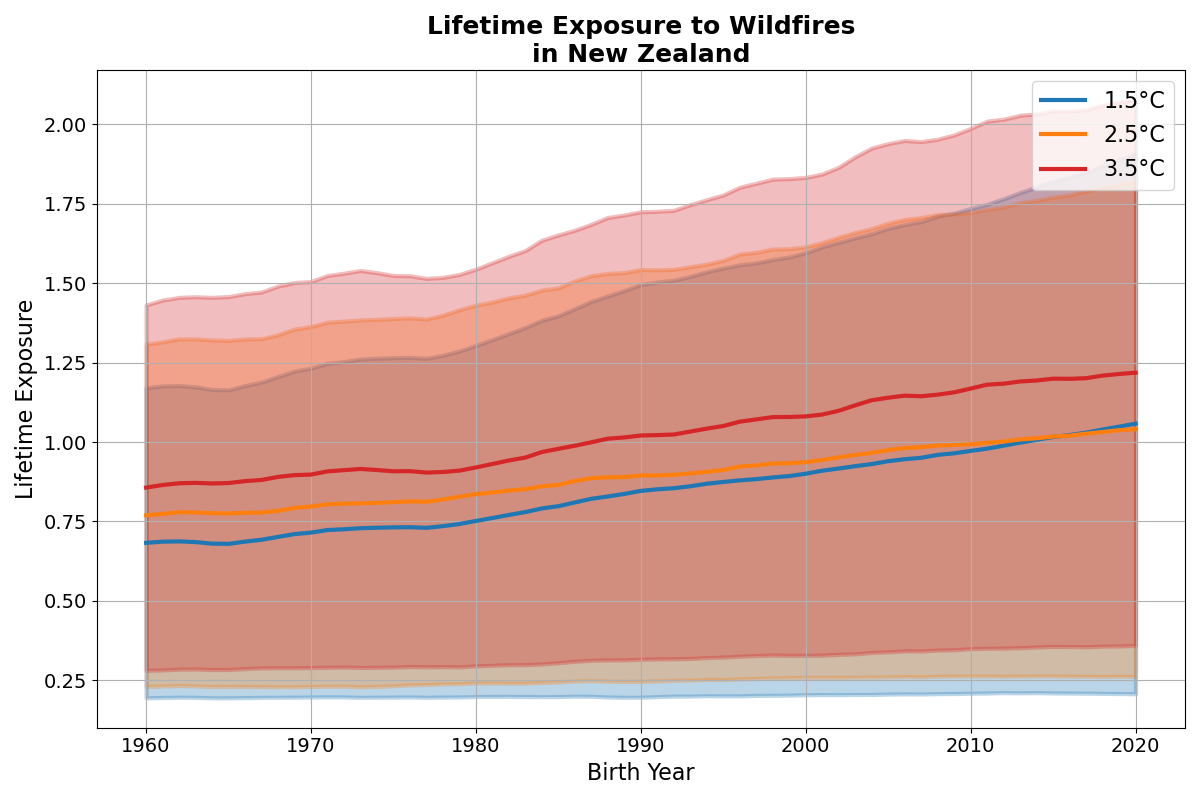 Lifetime Exposure to Wildfires
in New Zealand
1.5°C
2.5°C
3.5°C
Lifetime Exposure
2.00
1.75
1.50
1.25
1.00
0.75
0.50
0.25
1960 1970 1980 1990 2000 2010 2020
Birth Year